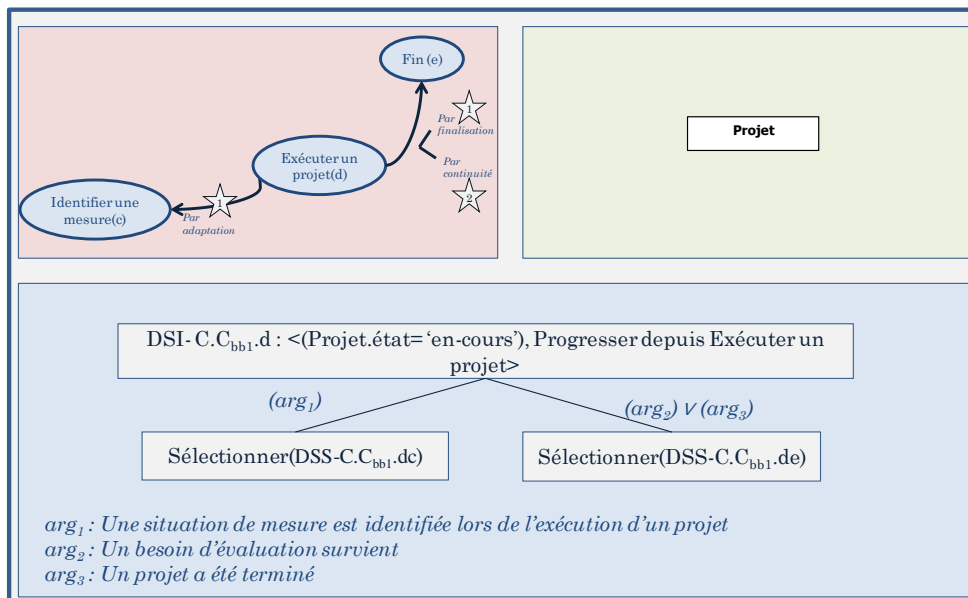 Fin (e)
1
Par
finalisation
Exécuter un
projet(d)
Par
continuité
2
Identifier une
mesure(c)
1
Par
adaptation
Projet
DSI- C.Cbb1.d : <(Projet.état= ‘en-cours’), Progresser depuis Exécuter un
projet>
(arg1)
(arg2) V (arg3)
Sélectionner(DSS-C.Cbb1.dc)
Sélectionner(DSS-C.Cbb1.de)
arg1 : Une situation de mesure est identifiée lors de l’exécution d’un projet
arg2 : Un besoin d’évaluation survient
arg3 : Un projet a été terminé